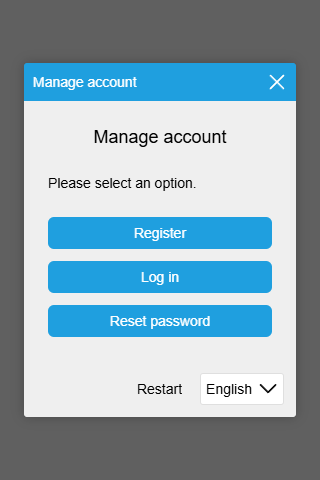 Manage account
Manage account
Please select an option.
Register
Log in
Reset password
Restart English